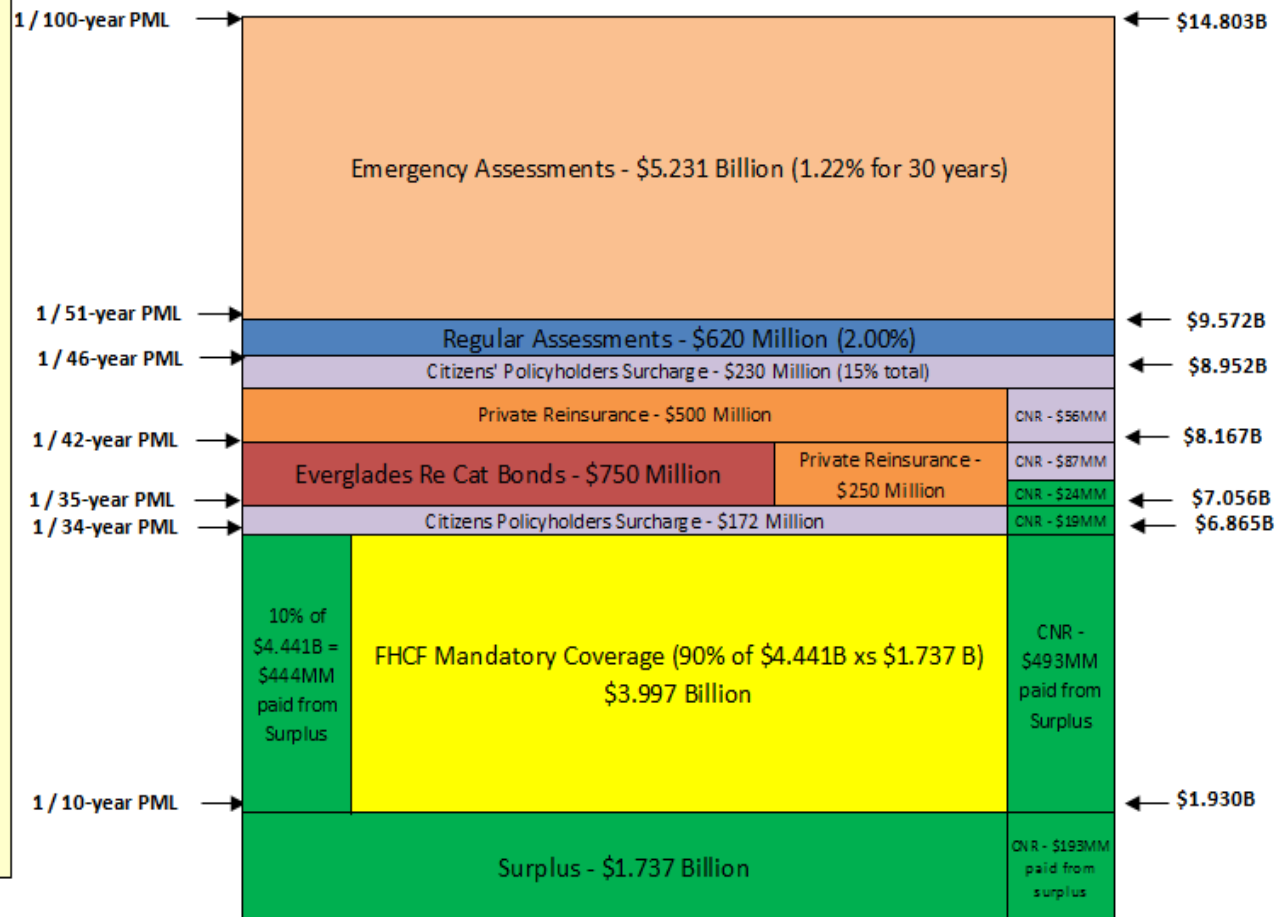 1 / 100-year PML
$14.803B
Emergency Assessments - $5.231 Billion (1.22% for 30 years)
1 / 51-year PML
$9.572B
Regular Assessments - $620 Million (2.00%)
1 / 46-year PML
$8.952B
Citizens' Policyholders Surcharge - $230 Million (15% total)
Private Reinsurance - $500 Million
CNR - $56MM
1 / 42-year PML
$8.167B
Everglades Re Cat Bonds - $750 Million
Private Reinsurance -
$250 Million
CNR - $87MM
CNR - $24MM
1 / 35-year PML
$7.056B
Citizens Policyholders Surcharge - $172 Million
CNR - $19MM
1 / 34-year PML
$6.865B
10% of
$4.441B =
$444MM
paid from
Surplus
FHCF Mandatory Coverage (90% of $4.441B xs $1.737 B)
$3.997 Billion
CNR -
$493MM
paid from
Surplus
1 / 10-year PML
$1.930B
Surplus - $1.737 Billion
CNR - $193MM
paid from
surplus